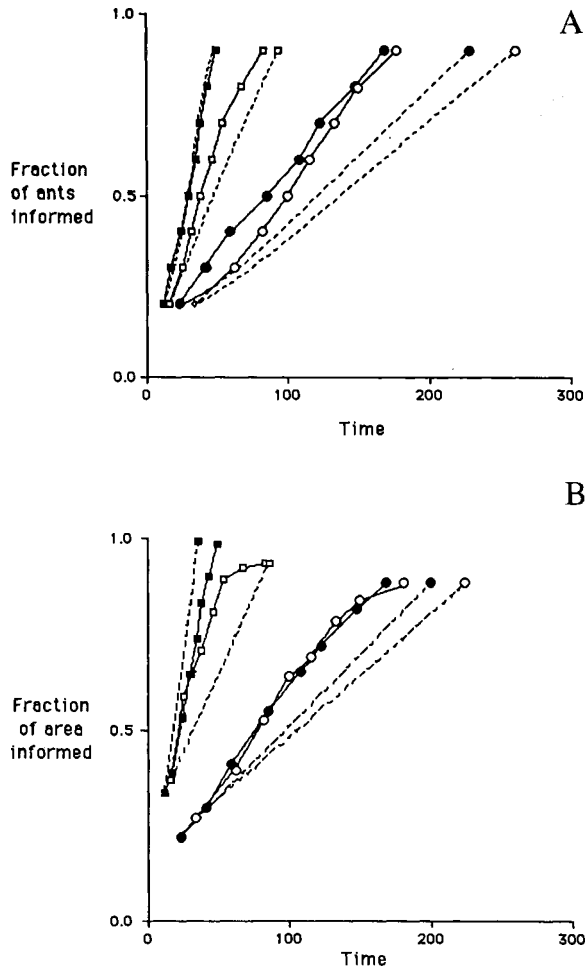 A
1.0
Fraction
of ants
informed
0.5
0.0
0
100
200
300
Time
B
1.0
Fraction
of area
informed
0.5
0.0
0
100
200
300
Time